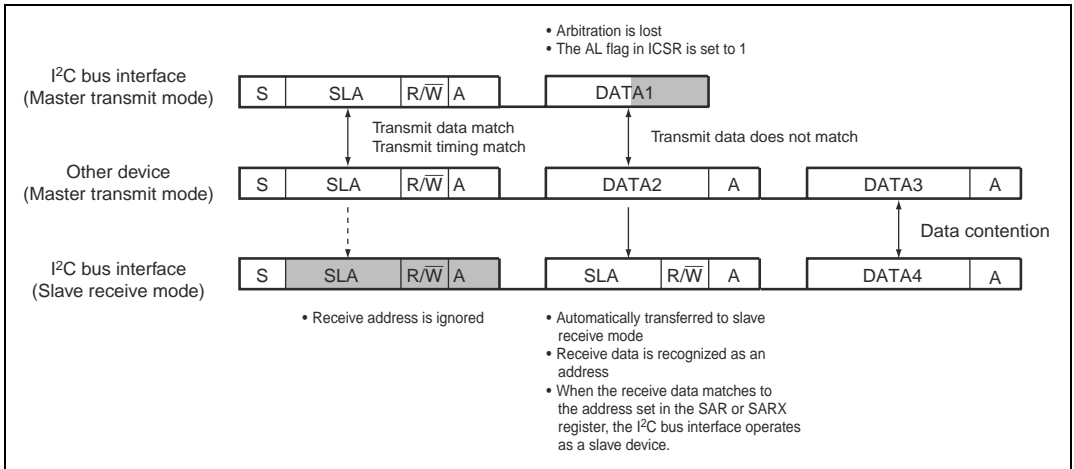 • Arbitration is lost
• The AL flag in ICSR is set to 1
I²C bus interface
(Master transmit mode)
S SLA R/W̅ A DATA1
Transmit data match
Transmit timing match
Transmit data does not match
Other device
(Master transmit mode)
S SLA R/W̅ A DATA2 A DATA3 A
Data contention
I²C bus interface
(Slave receive mode)
S SLA R/W̅ A SLA R/W̅ A DATA4 A
• Receive address is ignored
• Automatically transferred to slave
receive mode
• Receive data is recognized as an
address
• When the receive data matches to
the address set in the SAR or SARX
register, the I²C bus interface operates
as a slave device.